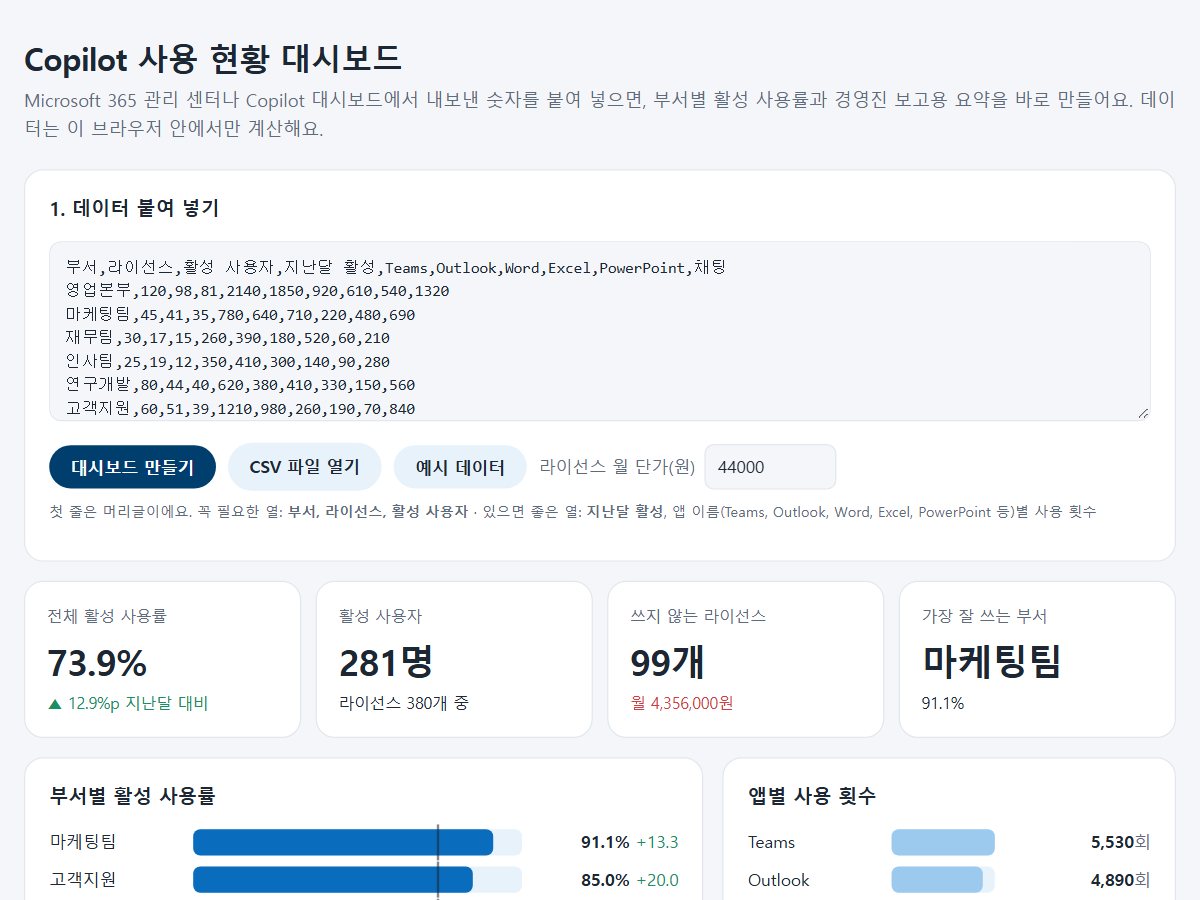 Copilot 사용 현황 대시보드
Microsoft 365 관리 센터나 Copilot 대시보드에서 내보낸 숫자를 붙여 넣으면, 부서별 활성 사용률과 경영진 보고용 요약을 바로 만들어요. 데이
터는 이 브라우저 안에서만 계산해요.
1. 데이터 붙여 넣기
부서,라이선스,활성 사용자,지난달 활성,Teams,Outlook,Word,Excel,PowerPoint,채팅
영업본부,120,98,81,2140,1850,920,610,540,1320
마케팅팀,45,41,35,780,640,710,220,480,690
재무팀,30,17,15,260,390,180,520,60,210
인사팀,25,19,12,350,410,300,140,90,280
연구개발,80,44,40,620,380,410,330,150,560
고객지원,60,51,39,1210,980,260,190,70,840
대시보드 만들기 CSV 파일 열기 예시 데이터 라이선스 월 단가(원) 44000
첫 줄은 머리글이에요. 꼭 필요한 열: 부서, 라이선스, 활성 사용자 · 있으면 좋은 열: 지난달 활성, 앱 이름(Teams, Outlook, Word, Excel, PowerPoint 등)별 사용 횟수
전체 활성 사용률
73.9%
▲ 12.9%p 지난달 대비
활성 사용자
281명
라이선스 380개 중
쓰지 않는 라이선스
99개
월 4,356,000원
가장 잘 쓰는 부서
마케팅팀
91.1%
부서별 활성 사용률
마케팅팀 91.1% +13.3
고객지원 85.0% +20.0
앱별 사용 횟수
Teams 5,530회
Outlook 4,890회